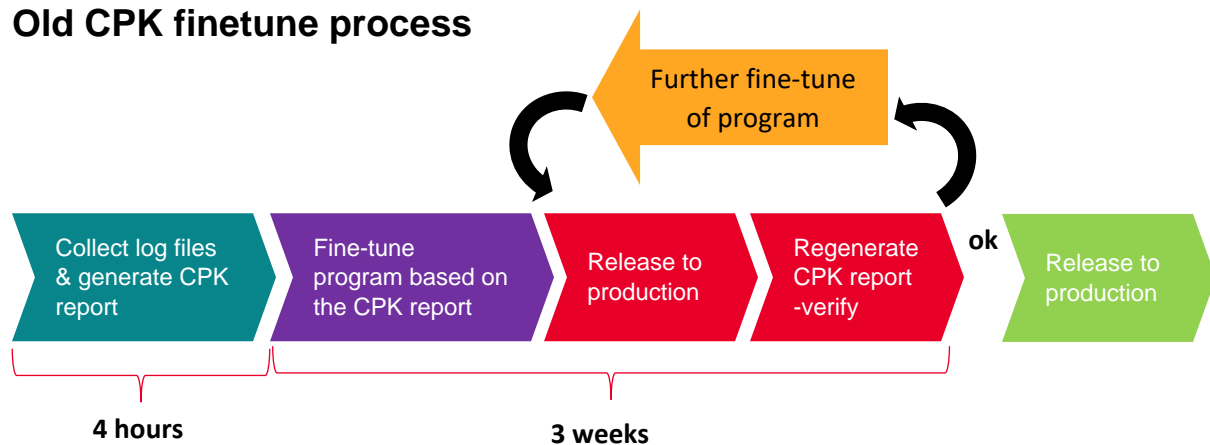 Old CPK finetune process
Further fine-tune
of program
Collect log files
& generate CPK
report
Fine-tune
program based on
the CPK report
Release to
production
Regenerate
CPK report
-verify
ok
Release to
production
4 hours
3 weeks